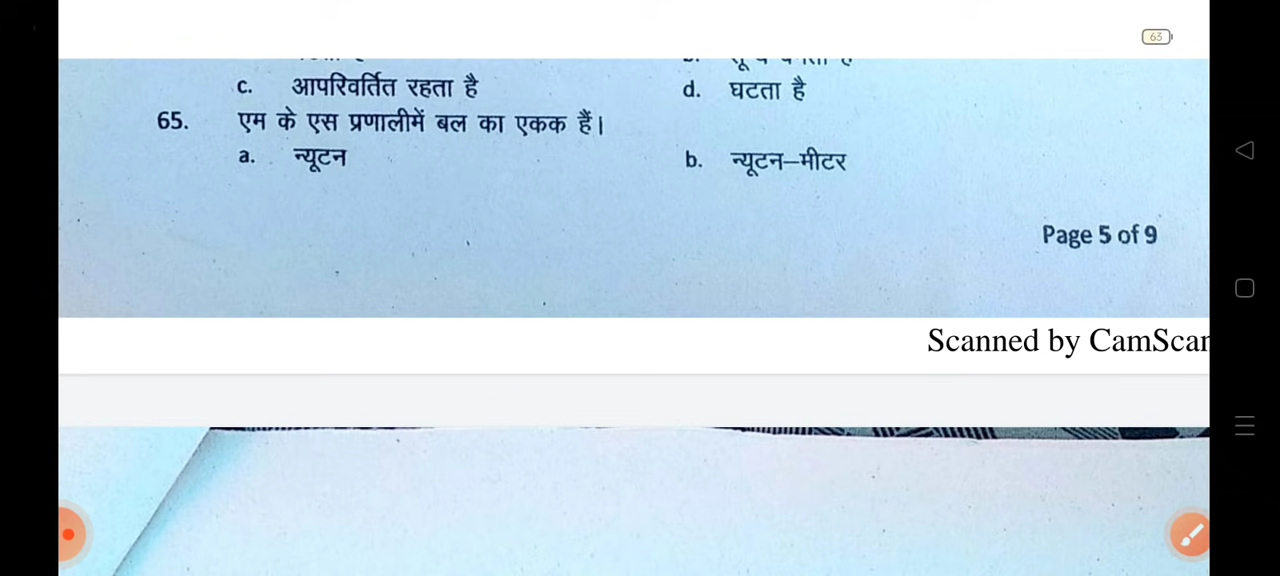 63
c. आपरिवर्तित रहता है
d. घटता है
65. एम के एस प्रणालीमें बल का एकक हैं।
a. न्यूटन
b. न्यूटन–मीटर
Page 5 of 9
Scanned by CamScan